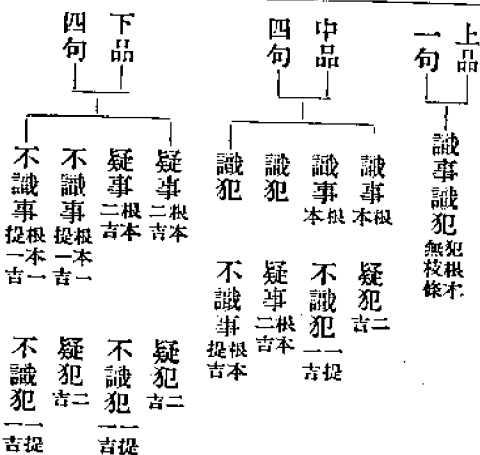 上品
一句
識事識犯犯根本無枝條
中品
四句
識事根本 疑犯二吉
識事根本 不識犯一提一吉
識犯 疑事根本二吉
識犯 不識事根本提吉
下品
四句
疑事根本二吉 疑犯二吉
疑事根本二吉 不識犯一提一吉
不識事根本一提一吉 疑犯二吉
不識事根本一提一吉 不識犯一提一吉